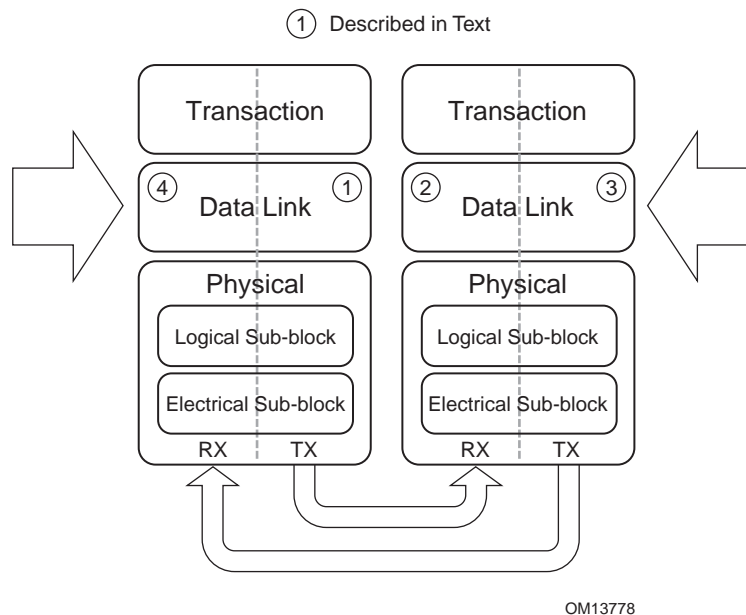 ① Described in Text
Transaction
Transaction
④ ① Data Link
② ③ Data Link
Physical
Physical
Logical Sub-block
Logical Sub-block
Electrical Sub-block
Electrical Sub-block
RX TX
RX TX
OM13778